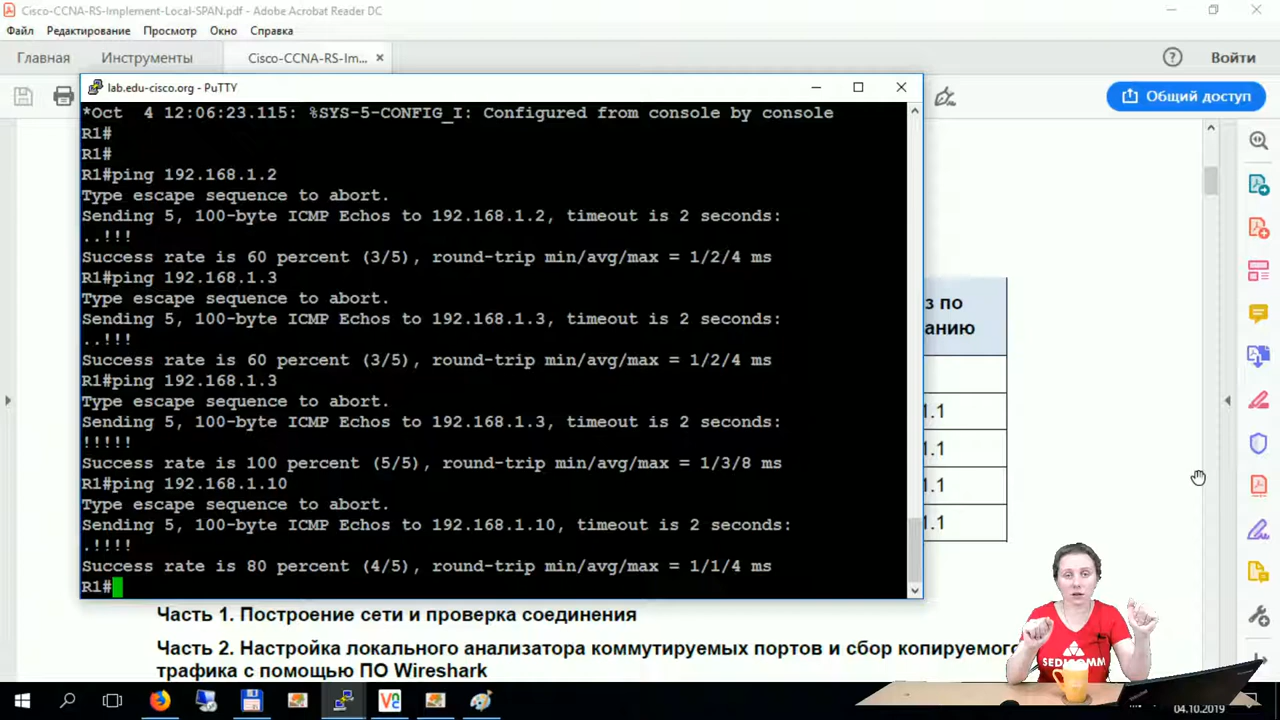 Cisco-CCNA-RS-Implement-Local-SPAN.pdf - Adobe Acrobat Reader DC
Файл Редактирование Просмотр Окно Справка
Главная Инструменты Cisco-CCNA-RS-Im... × Войти
Общий доступ
lab.edu-cisco.org - PuTTY
*Oct 4 12:06:23.115: %SYS-5-CONFIG_I: Configured from console by console
R1#
R1#
R1#ping 192.168.1.2
Type escape sequence to abort.
Sending 5, 100-byte ICMP Echos to 192.168.1.2, timeout is 2 seconds:
..!!!
Success rate is 60 percent (3/5), round-trip min/avg/max = 1/2/4 ms
R1#ping 192.168.1.3
Type escape sequence to abort.
Sending 5, 100-byte ICMP Echos to 192.168.1.3, timeout is 2 seconds:
..!!!
Success rate is 60 percent (3/5), round-trip min/avg/max = 1/2/4 ms
R1#ping 192.168.1.3
Type escape sequence to abort.
Sending 5, 100-byte ICMP Echos to 192.168.1.3, timeout is 2 seconds:
!!!!!
Success rate is 100 percent (5/5), round-trip min/avg/max = 1/3/8 ms
R1#ping 192.168.1.10
Type escape sequence to abort.
Sending 5, 100-byte ICMP Echos to 192.168.1.10, timeout is 2 seconds:
.!!!!
Success rate is 80 percent (4/5), round-trip min/avg/max = 1/1/4 ms
R1#
з по
анию
1.1
1.1
1.1
1.1
Часть 1. Построение сети и проверка соединения
Часть 2. Настройка локального анализатора коммутируемых портов и сбор копируемого
трафика с помощью ПО Wireshark
SEDICOMM
04.10.2019